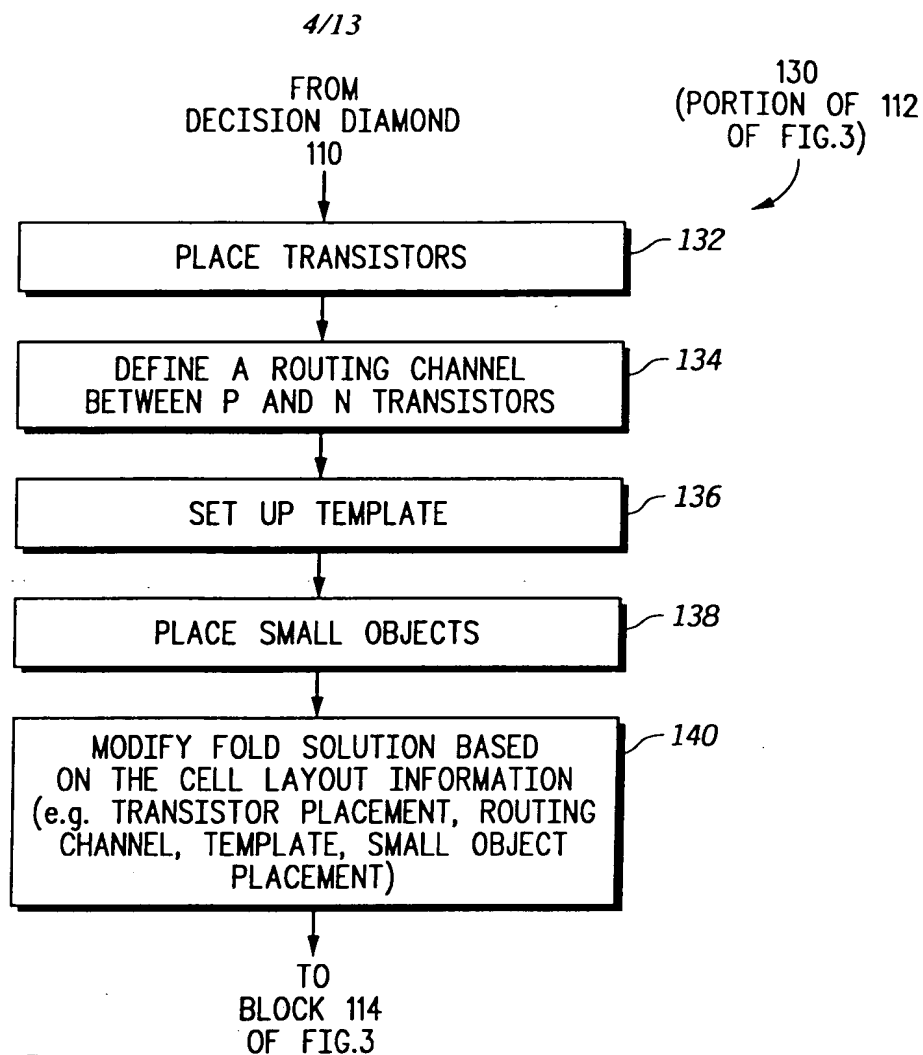 4/13
FROM
DECISION DIAMOND
110
130
(PORTION OF 112
OF FIG.3)
PLACE TRANSISTORS
132
DEFINE A ROUTING CHANNEL
BETWEEN P AND N TRANSISTORS
134
SET UP TEMPLATE
136
PLACE SMALL OBJECTS
138
MODIFY FOLD SOLUTION BASED
ON THE CELL LAYOUT INFORMATION
(e.g. TRANSISTOR PLACEMENT, ROUTING
CHANNEL, TEMPLATE, SMALL OBJECT
PLACEMENT)
140
TO
BLOCK 114
OF FIG.3